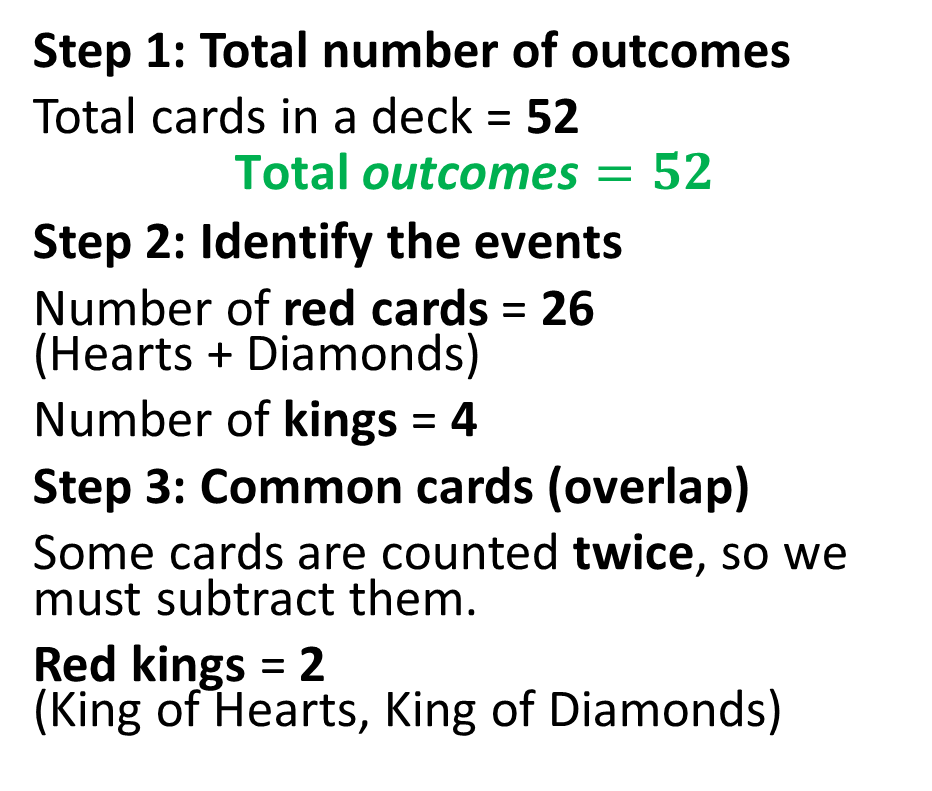 Step 1: Total number of outcomes
Total cards in a deck = 52
Total outcomes = 52
Step 2: Identify the events
Number of red cards = 26
(Hearts + Diamonds)
Number of kings = 4
Step 3: Common cards (overlap)
Some cards are counted twice, so we
must subtract them.
Red kings = 2
(King of Hearts, King of Diamonds)